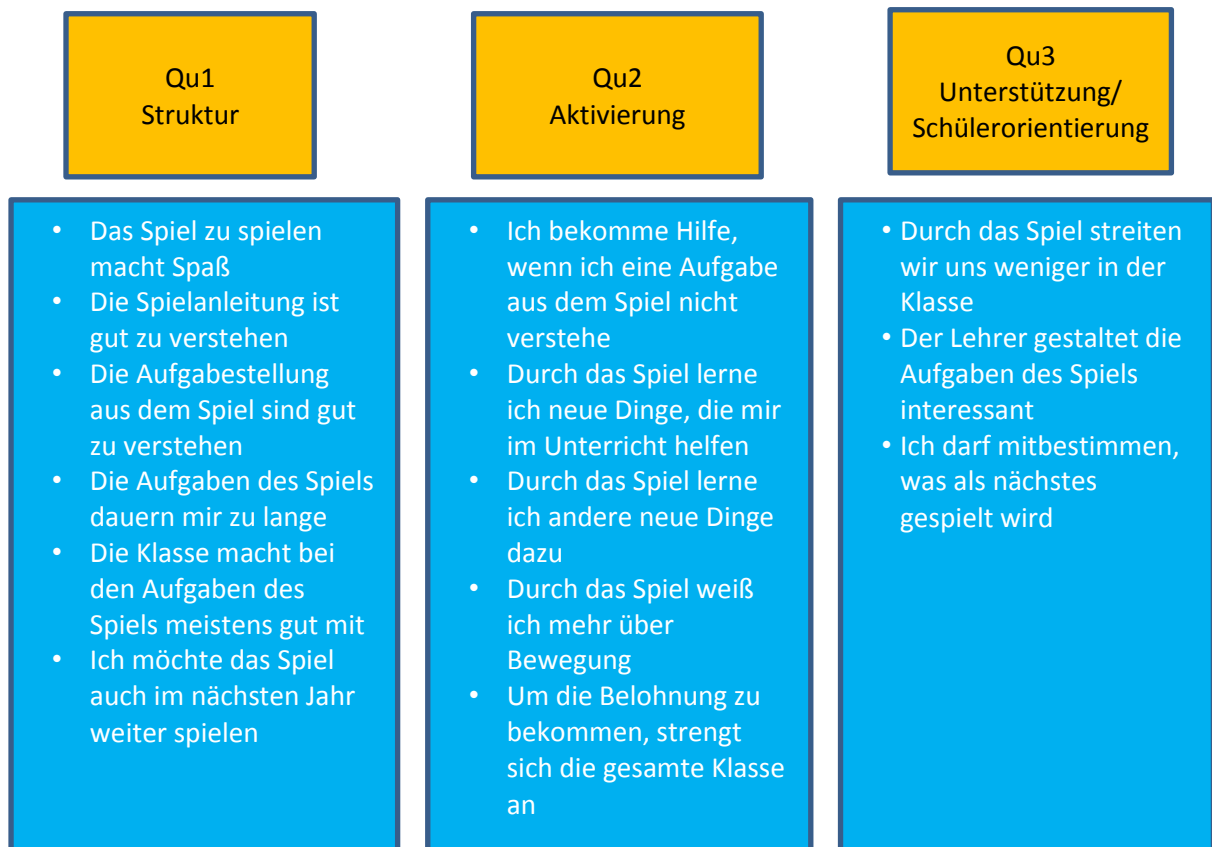 Qu1
Struktur
Qu2
Aktivierung
Qu3
Unterstützung/
Schülerorientierung
• Das Spiel zu spielen
macht Spaß
• Die Spielanleitung ist
gut zu verstehen
• Die Aufgabestellung
aus dem Spiel sind gut
zu verstehen
• Die Aufgaben des Spiels
dauern mir zu lange
• Die Klasse macht bei
den Aufgaben des
Spiels meistens gut mit
• Ich möchte das Spiel
auch im nächsten Jahr
weiter spielen
• Ich bekomme Hilfe,
wenn ich eine Aufgabe
aus dem Spiel nicht
verstehe
• Durch das Spiel lerne
ich neue Dinge, die mir
im Unterricht helfen
• Durch das Spiel lerne
ich andere neue Dinge
dazu
• Durch das Spiel weiß
ich mehr über
Bewegung
• Um die Belohnung zu
bekommen, strengt
sich die gesamte Klasse
an
• Durch das Spiel streiten
wir uns weniger in der
Klasse
• Der Lehrer gestaltet die
Aufgaben des Spiels
interessant
• Ich darf mitbestimmen,
was als nächstes
gespielt wird